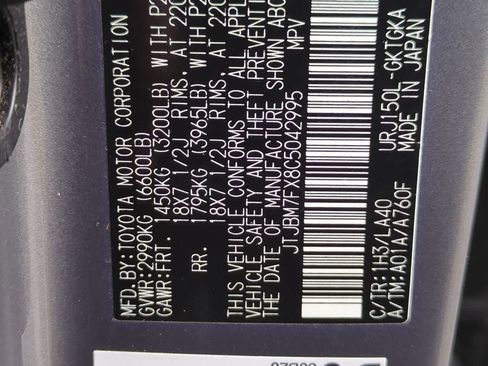 MFD. BY: TOYOTA MOTOR CORPORATION
GVWR: 2990KG (6600LB)
GAWR: FRT. 1450KG (3200LB) WITH P2
18X7 1/2J RIMS, AT 220
RR. 1795KG (3965LB) WITH P2
18X7 1/2J RIMS, AT 220
THIS VEHICLE CONFORMS TO ALL APPL
VEHICLE SAFETY AND THEFT PREVENTI
DATE OF MANUFACTURE SHOWN ABO
JTJBM7FX8C5042995 MPV
C/TR: 1H3/LA40 URJ150L-GKTGKA
A/TM: A01A/A760F MADE IN JAPAN